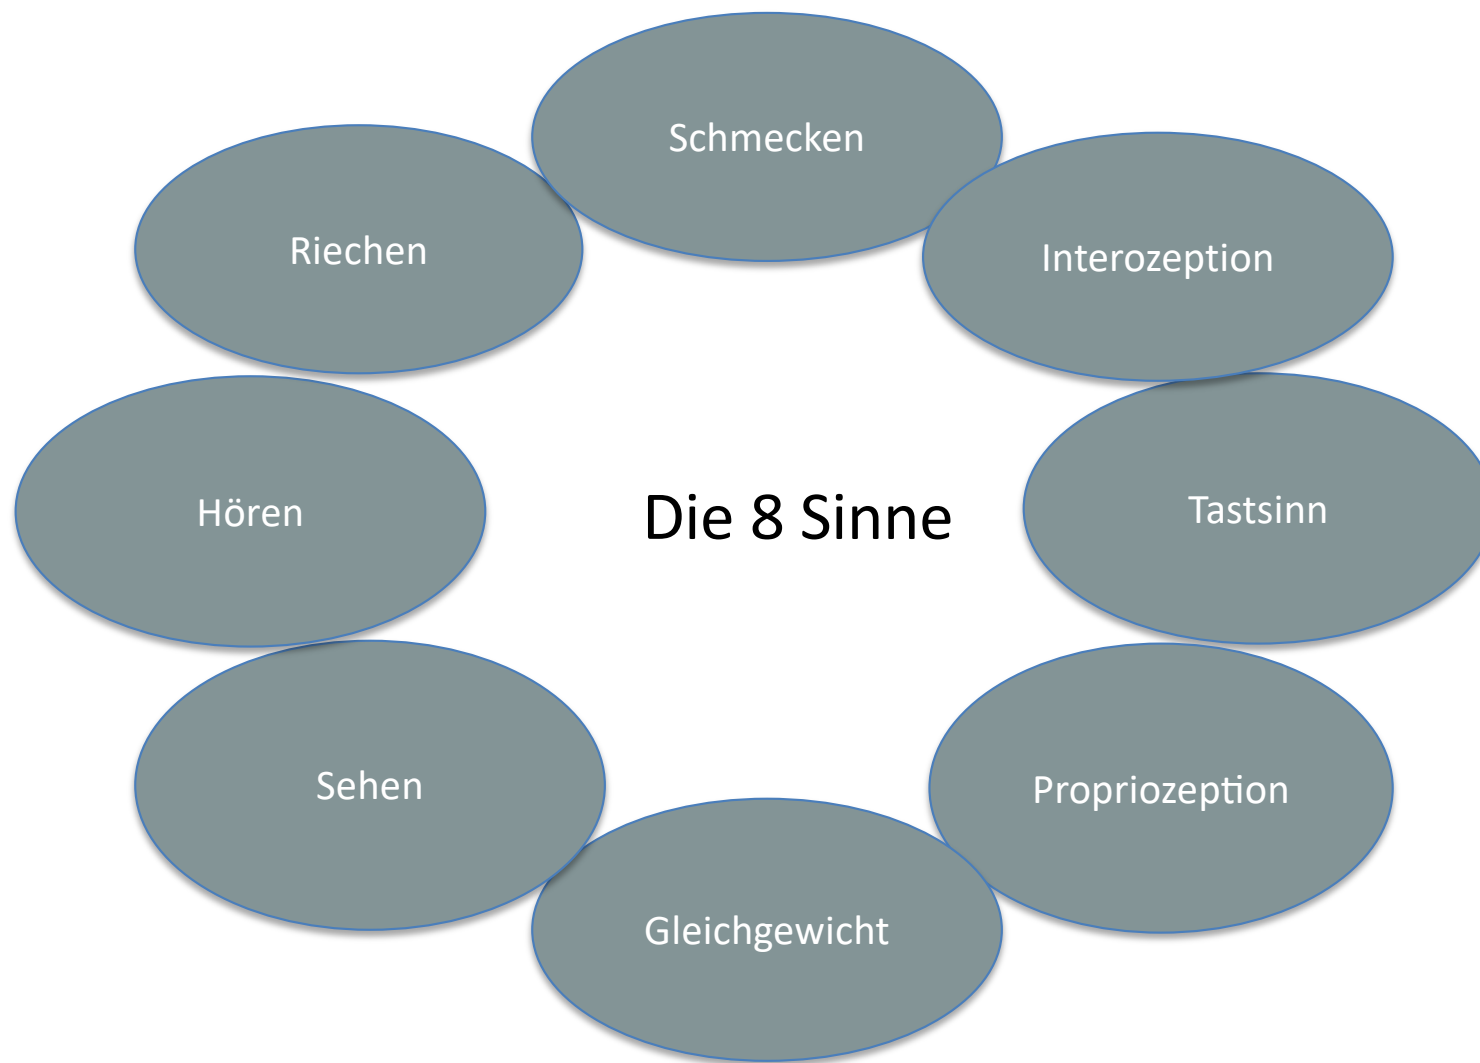 Schmecken
Riechen
Interozeption
Hören
Die 8 Sinne
Tastsinn
Sehen
Propriozeption
Gleichgewicht